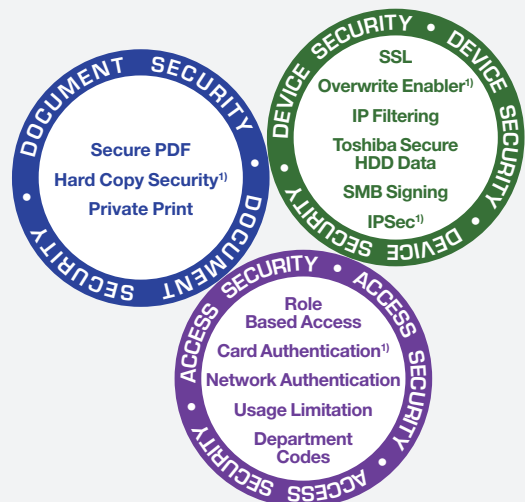 DOCUMENT SECURITY • DOCUMENT SECURITY •
Secure PDF
Hard Copy Security1)
Private Print
DEVICE SECURITY • DEVICE SECURITY • DEVICE SECURITY •
SSL
Overwrite Enabler1)
IP Filtering
Toshiba Secure
HDD Data
SMB Signing
IPSec1)
ACCESS SECURITY • ACCESS SECURITY • ACCESS SECURITY •
Role
Based Access
Card Authentication1)
Network Authentication
Usage Limitation
Department
Codes